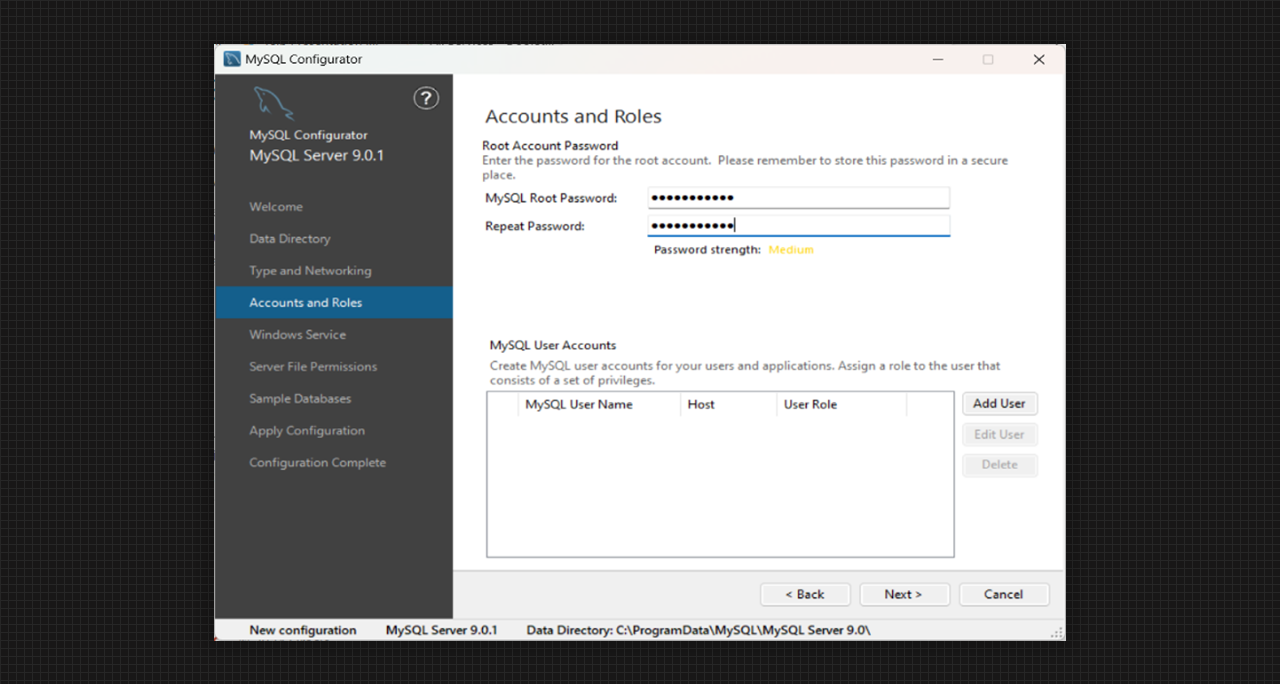 MySQL Configurator
?
MySQL Configurator
MySQL Server 9.0.1
Welcome
Data Directory
Type and Networking
Accounts and Roles
Windows Service
Server File Permissions
Sample Databases
Apply Configuration
Configuration Complete
Accounts and Roles
Root Account Password
Enter the password for the root account. Please remember to store this password in a secure
place.
MySQL Root Password: ●●●●●●●●●●●
Repeat Password: ●●●●●●●●●●●
Password strength: Medium
MySQL User Accounts
Create MySQL user accounts for your users and applications. Assign a role to the user that
consists of a set of privileges.
MySQL User Name Host User Role
Add User
Edit User
Delete
< Back Next > Cancel
New configuration MySQL Server 9.0.1 Data Directory: C:\ProgramData\MySQL\MySQL Server 9.0\